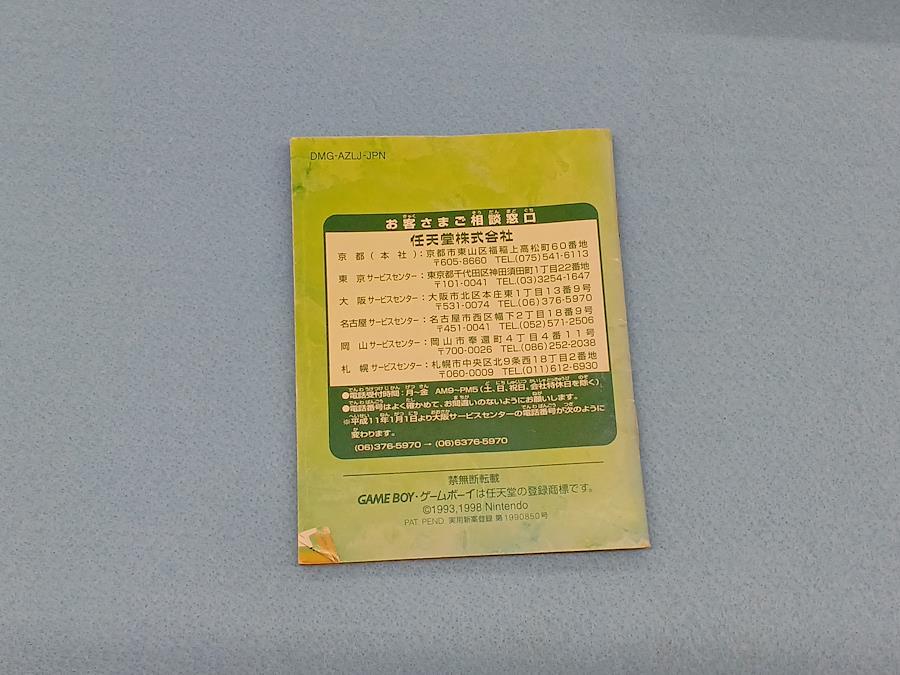 DMG-AZLJ-JPN
お客さまご相談窓口
任天堂株式会社
京都(本社):京都市東山区福稲上高松町60番地
〒605-8660 TEL.(075)541-6113
東京サービスセンター:東京都千代田区神田須田町1丁目22番地
〒101-0041 TEL.(03)3254-1647
大阪サービスセンター:大阪市北区本庄東1丁目13番9号
〒531-0074 TEL.(06)376-5970
名古屋サービスセンター:名古屋市西区幅下2丁目18番9号
〒451-0041 TEL.(052)571-2506
岡山サービスセンター:岡山市奉還町4丁目4番11号
〒700-0026 TEL.(086)252-2038
札幌サービスセンター:札幌市中央区北9条西18丁目2番地
〒060-0009 TEL.(011)612-6930
●電話受付時間:月~金 AM9~PM5(土、日、祝日、会社特休日を除く)
●電話番号はよく確かめて、お間違いのないようにお願いします。
※平成11年1月1日より大阪サービスセンターの電話番号が次のように
変わります。
(06)376-5970 → (06)6376-5970
禁無断転載
GAME BOY・ゲームボーイは任天堂の登録商標です。
©1993,1998 Nintendo
PAT. PEND. 実用新案登録 第1990850号